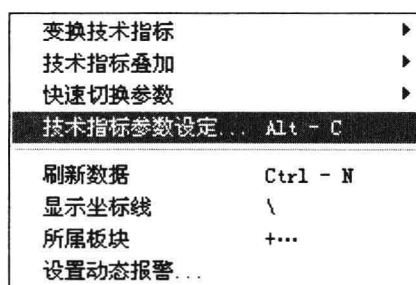 变换技术指标
技术指标叠加
快速切换参数
技术指标参数设定... Alt - C
刷新数据 Ctrl - N
显示坐标线 \
所属板块 +···
设置动态报警...